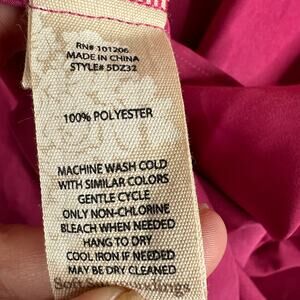 RN# 101206
MADE IN CHINA
STYLE# 5DZ32
100% POLYESTER
MACHINE WASH COLD
WITH SIMILAR COLORS
GENTLE CYCLE
ONLY NON-CHLORINE
BLEACH WHEN NEEDED
HANG TO DRY
COOL IRON IF NEEDED
MAY BE DRY CLEANED